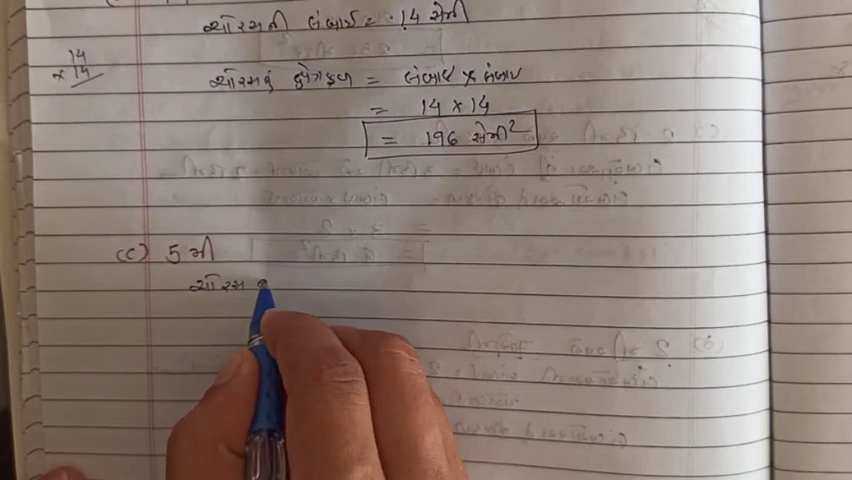 ચોરસની લંબાઈ = 14 સેમી
14
× 14
ચોરસનું ક્ષેત્રફળ = લંબાઈ × લંબાઈ
= 14 × 14
= 196 સેમી²
(c) 5 મી
ચોરસ